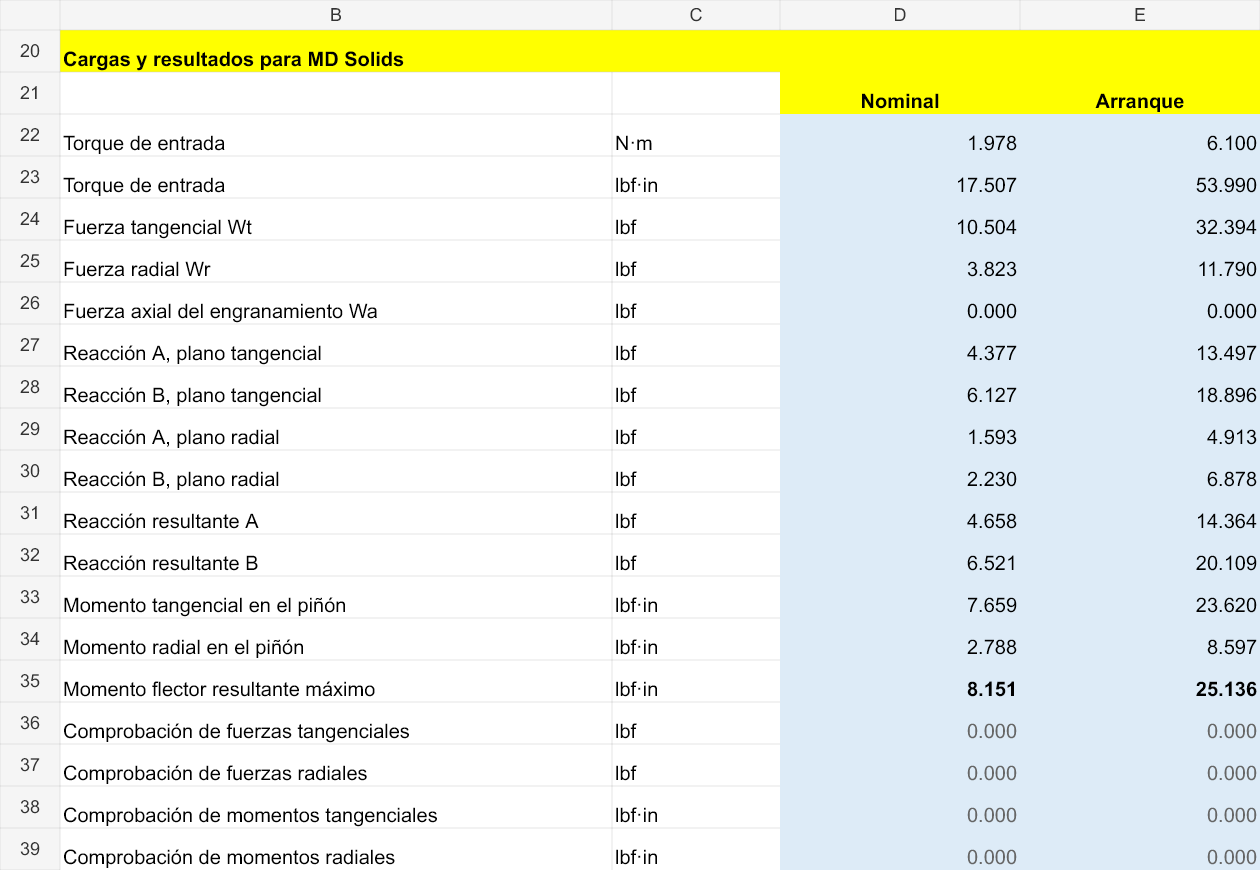 B C D E
20 Cargas y resultados para MD Solids
21 Nominal Arranque
22 Torque de entrada N·m 1.978 6.100
23 Torque de entrada lbf·in 17.507 53.990
24 Fuerza tangencial Wt lbf 10.504 32.394
25 Fuerza radial Wr lbf 3.823 11.790
26 Fuerza axial del engranamiento Wa lbf 0.000 0.000
27 Reacción A, plano tangencial lbf 4.377 13.497
28 Reacción B, plano tangencial lbf 6.127 18.896
29 Reacción A, plano radial lbf 1.593 4.913
30 Reacción B, plano radial lbf 2.230 6.878
31 Reacción resultante A lbf 4.658 14.364
32 Reacción resultante B lbf 6.521 20.109
33 Momento tangencial en el piñón lbf·in 7.659 23.620
34 Momento radial en el piñón lbf·in 2.788 8.597
35 Momento flector resultante máximo lbf·in 8.151 25.136
36 Comprobación de fuerzas tangenciales lbf 0.000 0.000
37 Comprobación de fuerzas radiales lbf 0.000 0.000
38 Comprobación de momentos tangenciales lbf·in 0.000 0.000
39 Comprobación de momentos radiales lbf·in 0.000 0.000